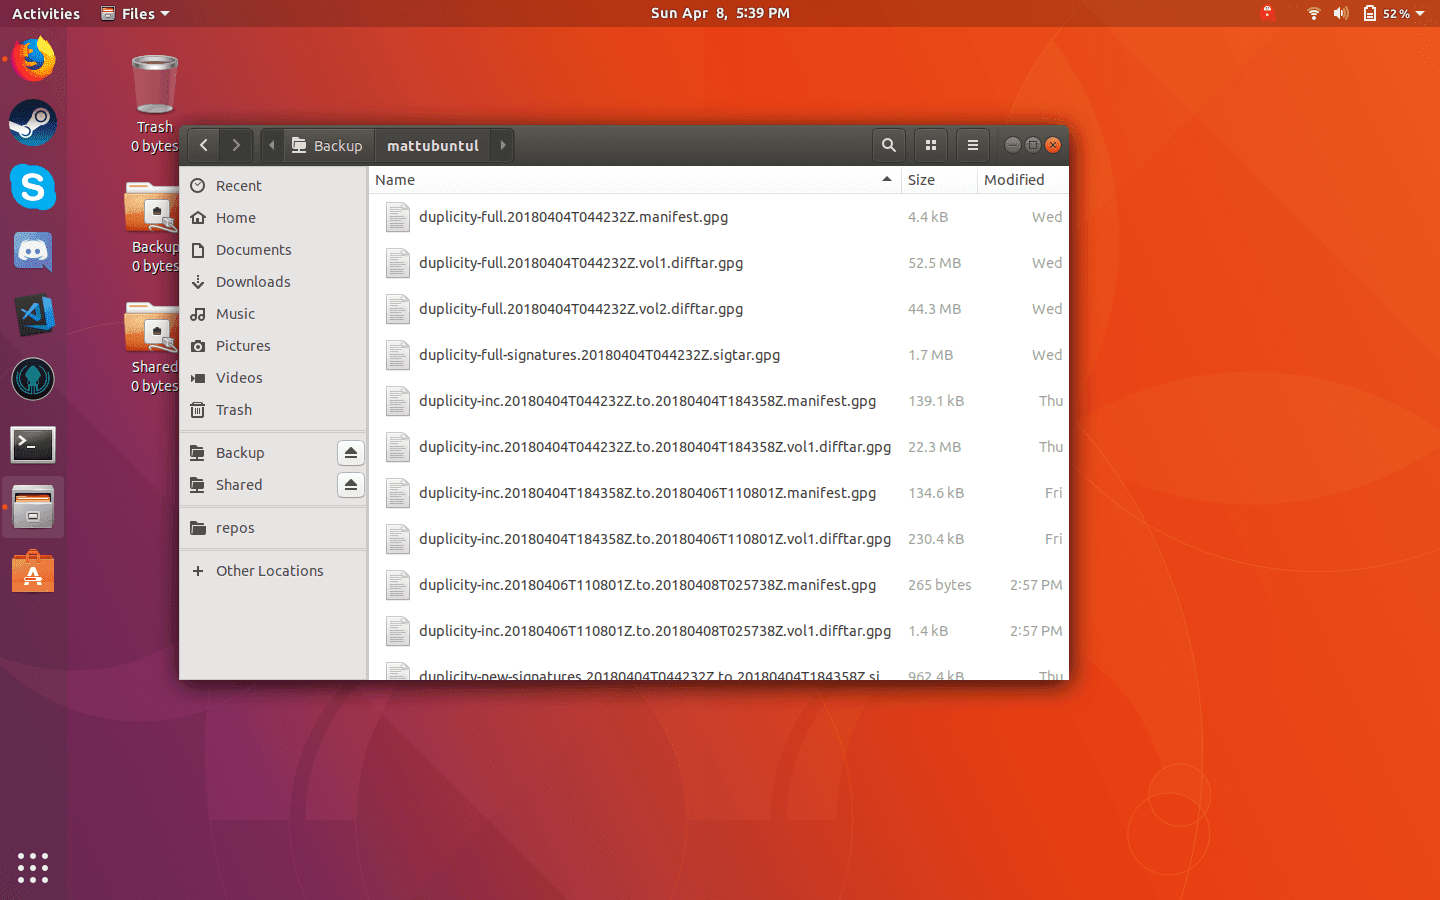 Activities Files Sun Apr 8, 5:39 PM 52 %
Trash
0 bytes
Backup
0 bytes
Shared
0 bytes
Backup mattubuntul
Recent
Home
Documents
Downloads
Music
Pictures
Videos
Trash
Backup
Shared
repos
+ Other Locations
Name Size Modified
duplicity-full.20180404T044232Z.manifest.gpg 4.4 kB Wed
duplicity-full.20180404T044232Z.vol1.difftar.gpg 52.5 MB Wed
duplicity-full.20180404T044232Z.vol2.difftar.gpg 44.3 MB Wed
duplicity-full-signatures.20180404T044232Z.sigtar.gpg 1.7 MB Wed
duplicity-inc.20180404T044232Z.to.20180404T184358Z.manifest.gpg 139.1 kB Thu
duplicity-inc.20180404T044232Z.to.20180404T184358Z.vol1.difftar.gpg 22.3 MB Thu
duplicity-inc.20180404T184358Z.to.20180406T110801Z.manifest.gpg 134.6 kB Fri
duplicity-inc.20180404T184358Z.to.20180406T110801Z.vol1.difftar.gpg 230.4 kB Fri
duplicity-inc.20180406T110801Z.to.20180408T025738Z.manifest.gpg 265 bytes 2:57 PM
duplicity-inc.20180406T110801Z.to.20180408T025738Z.vol1.difftar.gpg 1.4 kB 2:57 PM
duplicity-new-signatures.20180404T044232Z.to.20180404T184358Z.si 962.4 kB Thu